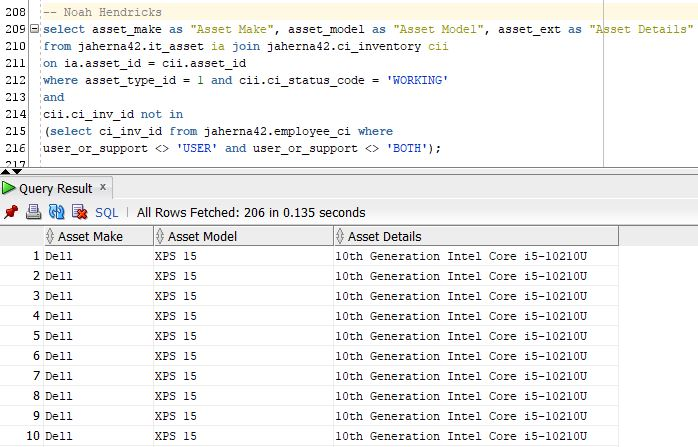 208 -- Noah Hendricks
209 select asset_make as "Asset Make", asset_model as "Asset Model", asset_ext as "Asset Details"
210 from jaherna42.it_asset ia join jaherna42.ci_inventory cii
211 on ia.asset_id = cii.asset_id
212 where asset_type_id = 1 and cii.ci_status_code = 'WORKING'
213 and
214 cii.ci_inv_id not in
215 (select ci_inv_id from jaherna42.employee_ci where
216 user_or_support <> 'USER' and user_or_support <> 'BOTH');
217
Query Result x
SQL | All Rows Fetched: 206 in 0.135 seconds
Asset Make Asset Model Asset Details
1 Dell XPS 15 10th Generation Intel Core i5-10210U
2 Dell XPS 15 10th Generation Intel Core i5-10210U
3 Dell XPS 15 10th Generation Intel Core i5-10210U
4 Dell XPS 15 10th Generation Intel Core i5-10210U
5 Dell XPS 15 10th Generation Intel Core i5-10210U
6 Dell XPS 15 10th Generation Intel Core i5-10210U
7 Dell XPS 15 10th Generation Intel Core i5-10210U
8 Dell XPS 15 10th Generation Intel Core i5-10210U
9 Dell XPS 15 10th Generation Intel Core i5-10210U
10 Dell XPS 15 10th Generation Intel Core i5-10210U